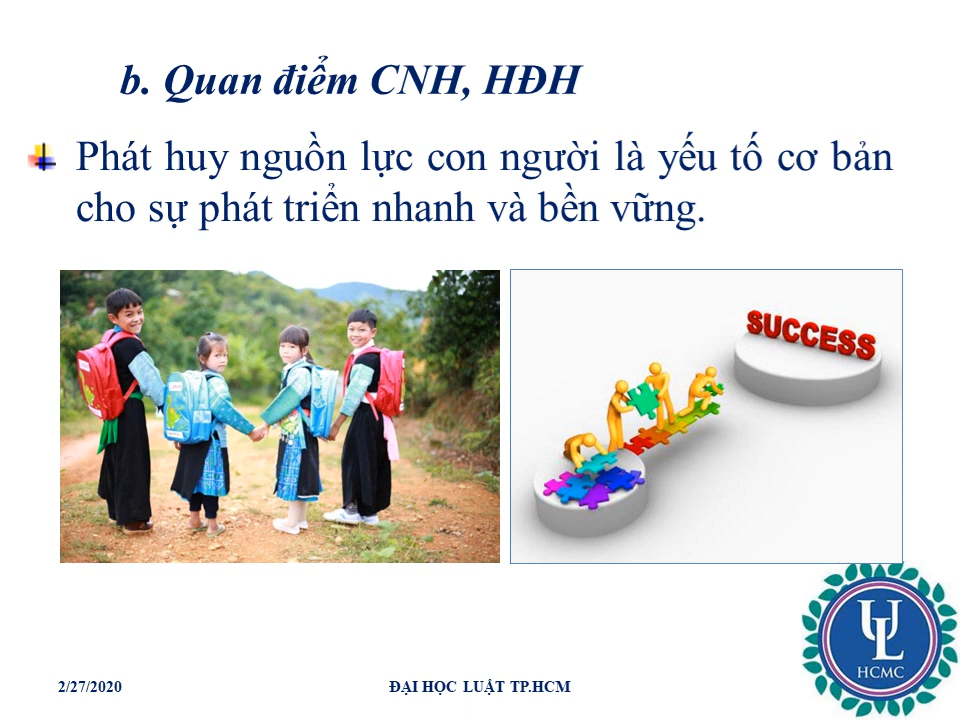 b. Quan điểm CNH, HĐH
Phát huy nguồn lực con người là yếu tố cơ bản
cho sự phát triển nhanh và bền vững.
SUCCESS
UL
HCMC
2/27/2020
ĐẠI HỌC LUẬT TP.HCM